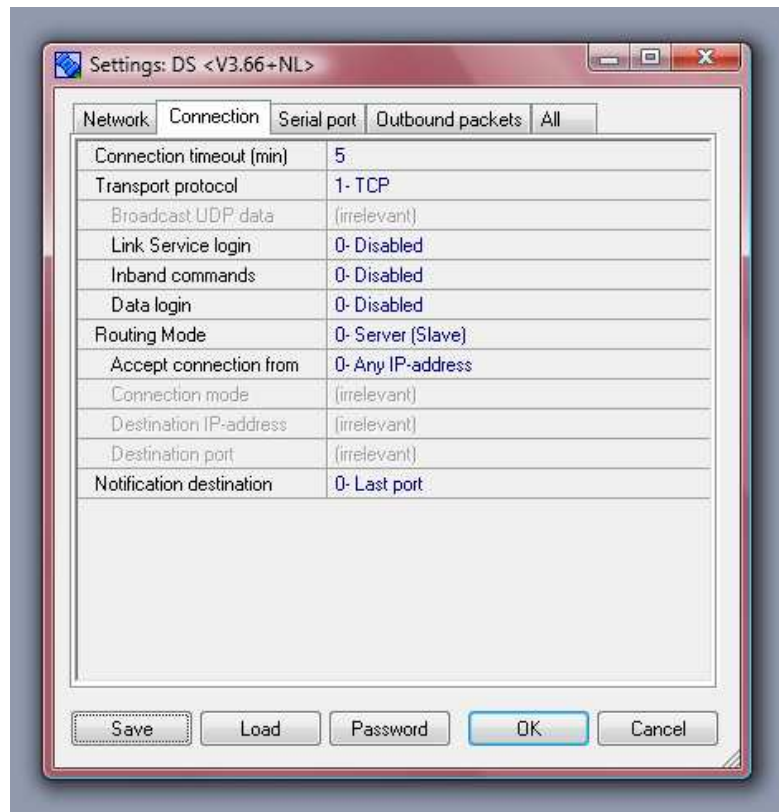 Settings: DS <V3.66+NL>
Network Connection Serial port Outbound packets All
Connection timeout (min) 5
Transport protocol 1- TCP
Broadcast UDP data (irrelevant)
Link Service login 0- Disabled
Inband commands 0- Disabled
Data login 0- Disabled
Routing Mode 0- Server (Slave)
Accept connection from 0- Any IP-address
Connection mode (irrelevant)
Destination IP-address (irrelevant)
Destination port (irrelevant)
Notification destination 0- Last port
Save Load Password OK Cancel